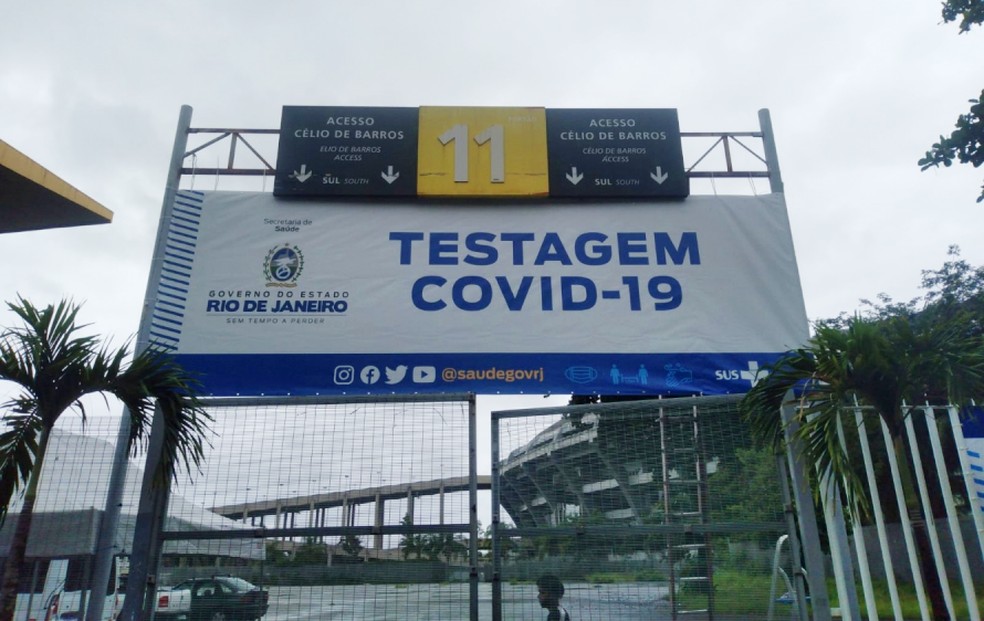 ACESSO
CÉLIO DE BARROS
ELIO DE BARROS
ACCESS
SUL SOUTH
11
ACESSO
CÉLIO DE BARROS
CÉLIO DE BARROS
ACCESS
SUL SOUTH
Secretaria de
Saúde
GOVERNO DO ESTADO
RIO DE JANEIRO
SEM TEMPO A PERDER
TESTAGEM
COVID-19
@saudegovrj
SUS